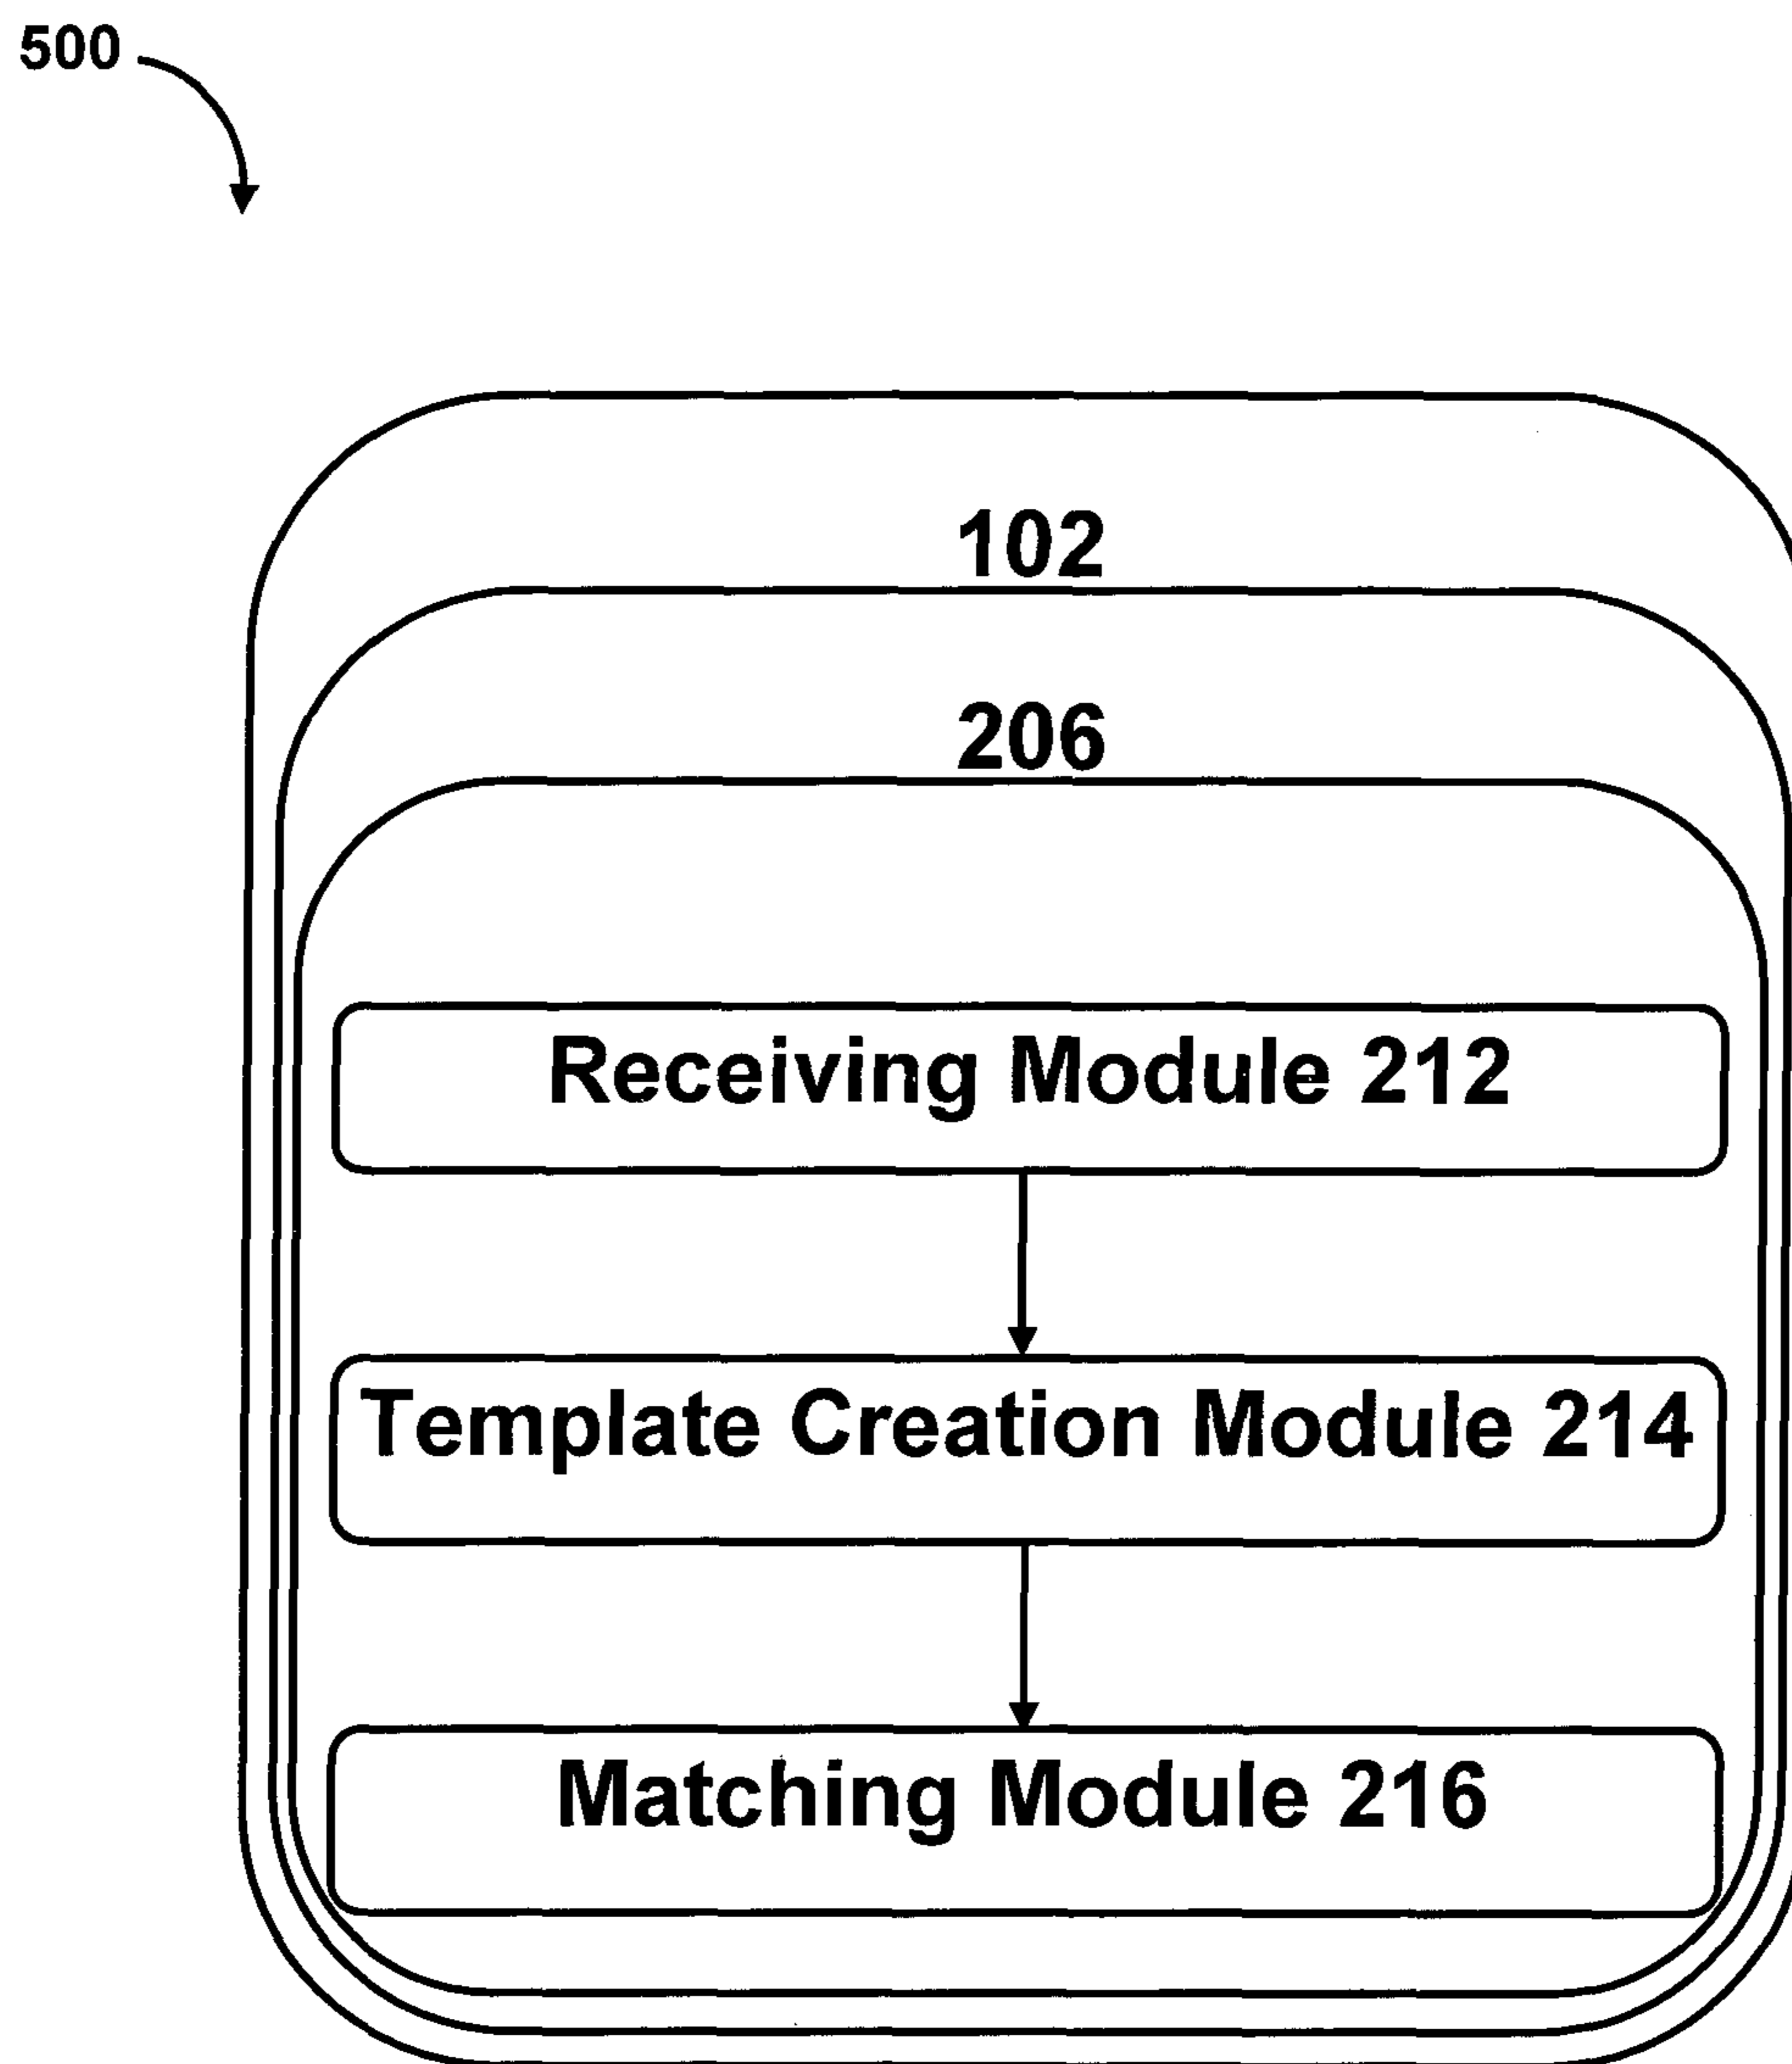 500
102
206
Receiving Module 212
Template Creation Module 214
Matching Module 216